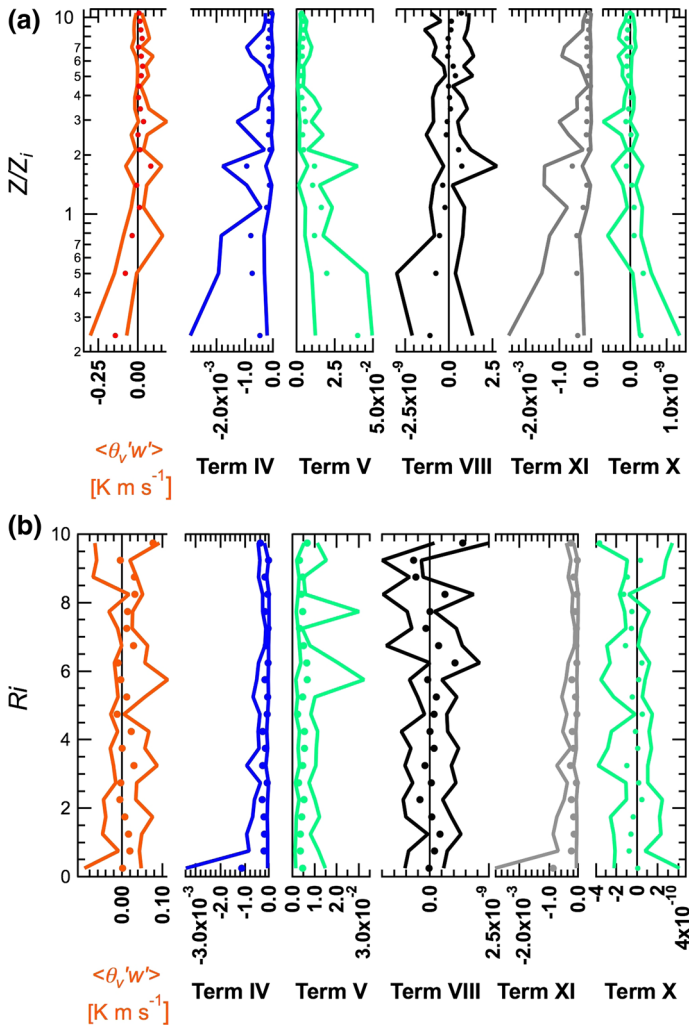 (a)
10
7
6
5
4
3
2
1
7
6
5
4
3
2
Z/Zi
-0.25
0.00
-2.0x10-3
-1.0
0.0
0.0
2.5
5.0x10-2
-2.5x10-9
0.0
2.5
-2.0x10-3
-1.0
0.0
0.0
1.0x10-9
<θv'w'>
[K m s-1]
Term IV
Term V
Term VIII
Term XI
Term X
(b)
10
8
6
4
2
0
Ri
0.00
0.10
-3.0x10-3
-2.0
-1.0
0.0
0.0
1.0
3.0x10-2
0.0
2.5x10-9
-2.0x10-3
-1.0
0.0
-4
-2
0
2
4x10-10
<θv'w'>
[K m s-1]
Term IV
Term V
Term VIII
Term XI
Term X